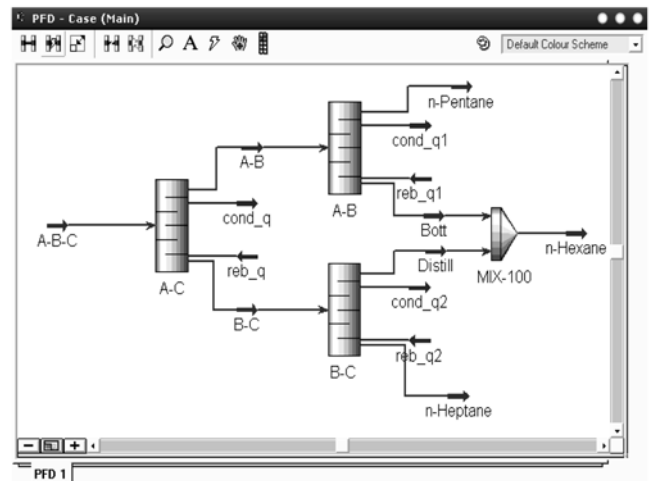 PFD - Case (Main)
A
Default Colour Scheme
n-Pentane
cond_q1
A-B
reb_q1
A-B
cond_q
A-B-C
Bott
n-Hexane
reb_q
Distill
MIX-100
A-C
cond_q2
B-C
reb_q2
B-C
n-Heptane
PFD 1